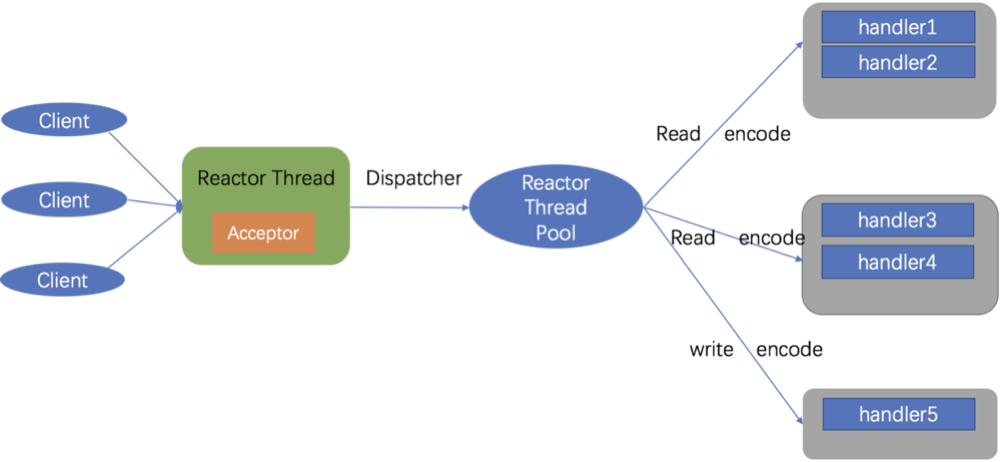 Client
Client
Client
Reactor Thread
Acceptor
Dispatcher
Reactor
Thread
Pool
Read encode
Read encode
write encode
handler1
handler2
handler3
handler4
handler5